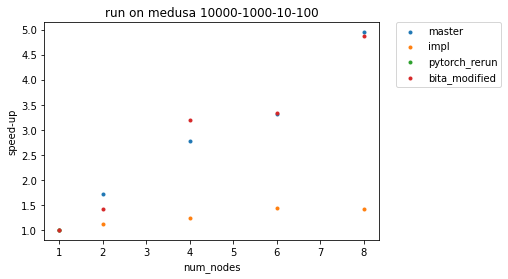 run on medusa 10000-1000-10-100
speed-up
5.0
4.5
4.0
3.5
3.0
2.5
2.0
1.5
1.0
1 2 3 4 5 6 7 8
num_nodes
master
impl
pytorch_rerun
bita_modified